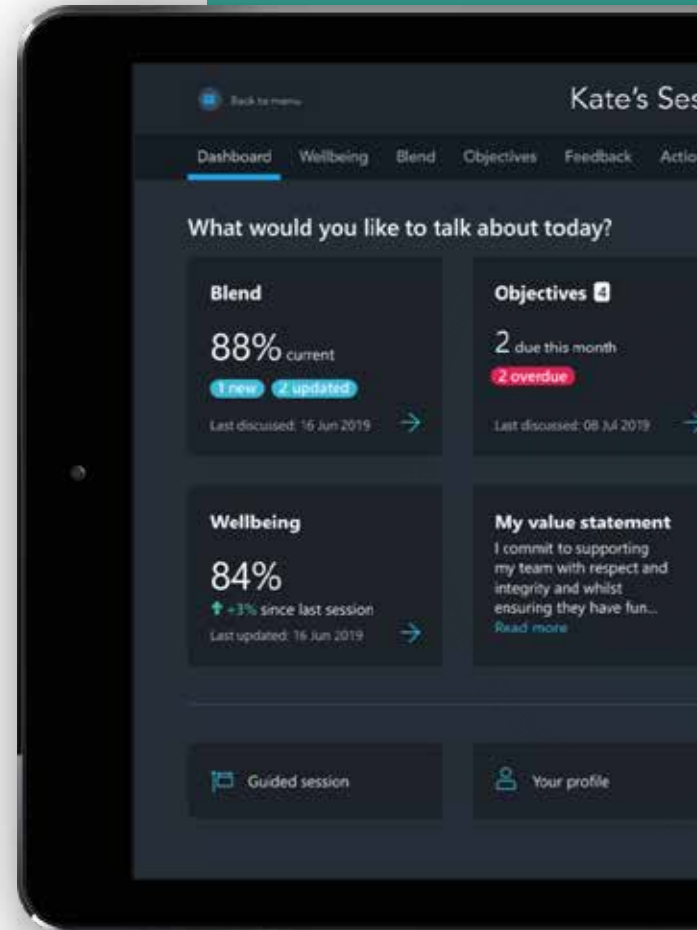 Back to menu
Kate's Ses
Dashboard Wellbeing Blend Objectives Feedback Actio
What would you like to talk about today?
Blend
88% current
1 new 2 updated
Last discussed: 16 Jun 2019
Objectives 4
2 due this month
2 overdue
Last discussed: 08 Jul 2019
Wellbeing
84%
+3% since last session
Last updated: 16 Jun 2019
My value statement
I commit to supporting
my team with respect and
integrity and whilst
ensuring they have fun...
Read more
Guided session
Your profile